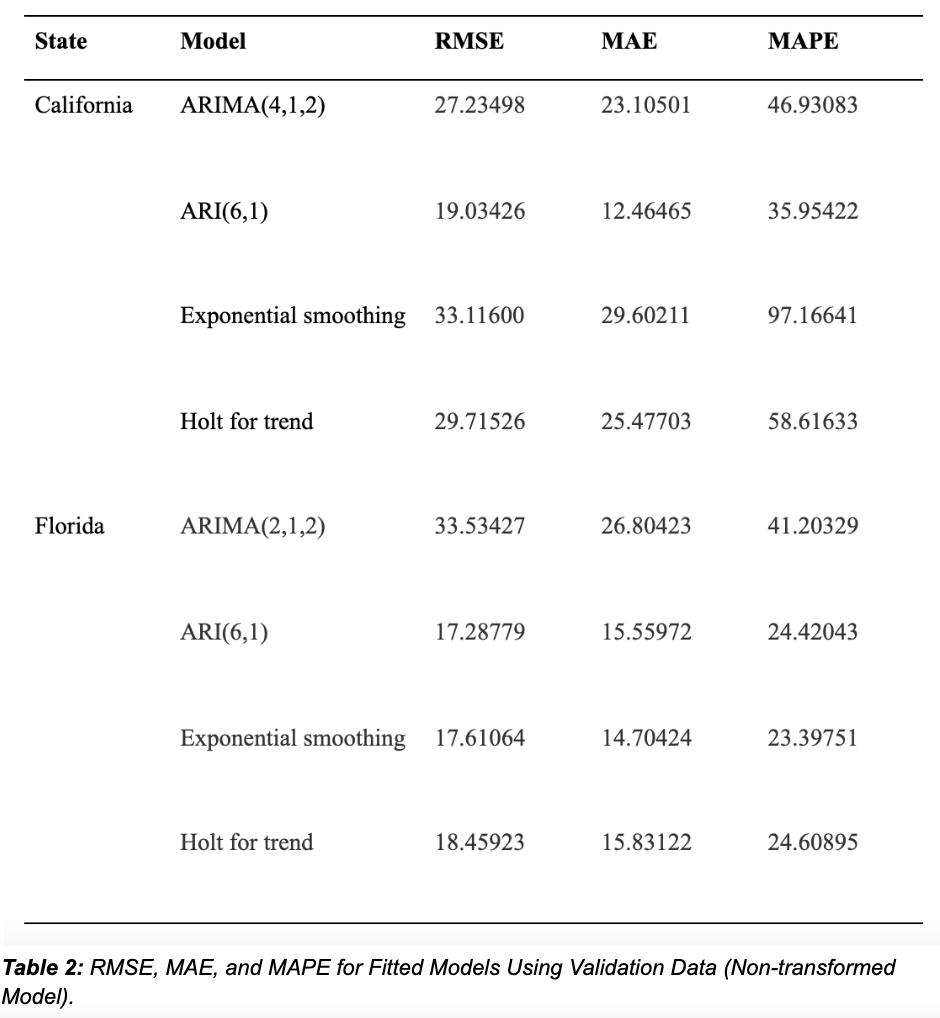 State Model RMSE MAE MAPE
California ARIMA(4,1,2) 27.23498 23.10501 46.93083
ARI(6,1) 19.03426 12.46465 35.95422
Exponential smoothing 33.11600 29.60211 97.16641
Holt for trend 29.71526 25.47703 58.61633
Florida ARIMA(2,1,2) 33.53427 26.80423 41.20329
ARI(6,1) 17.28779 15.55972 24.42043
Exponential smoothing 17.61064 14.70424 23.39751
Holt for trend 18.45923 15.83122 24.60895
Table 2: RMSE, MAE, and MAPE for Fitted Models Using Validation Data (Non-transformed
Model).